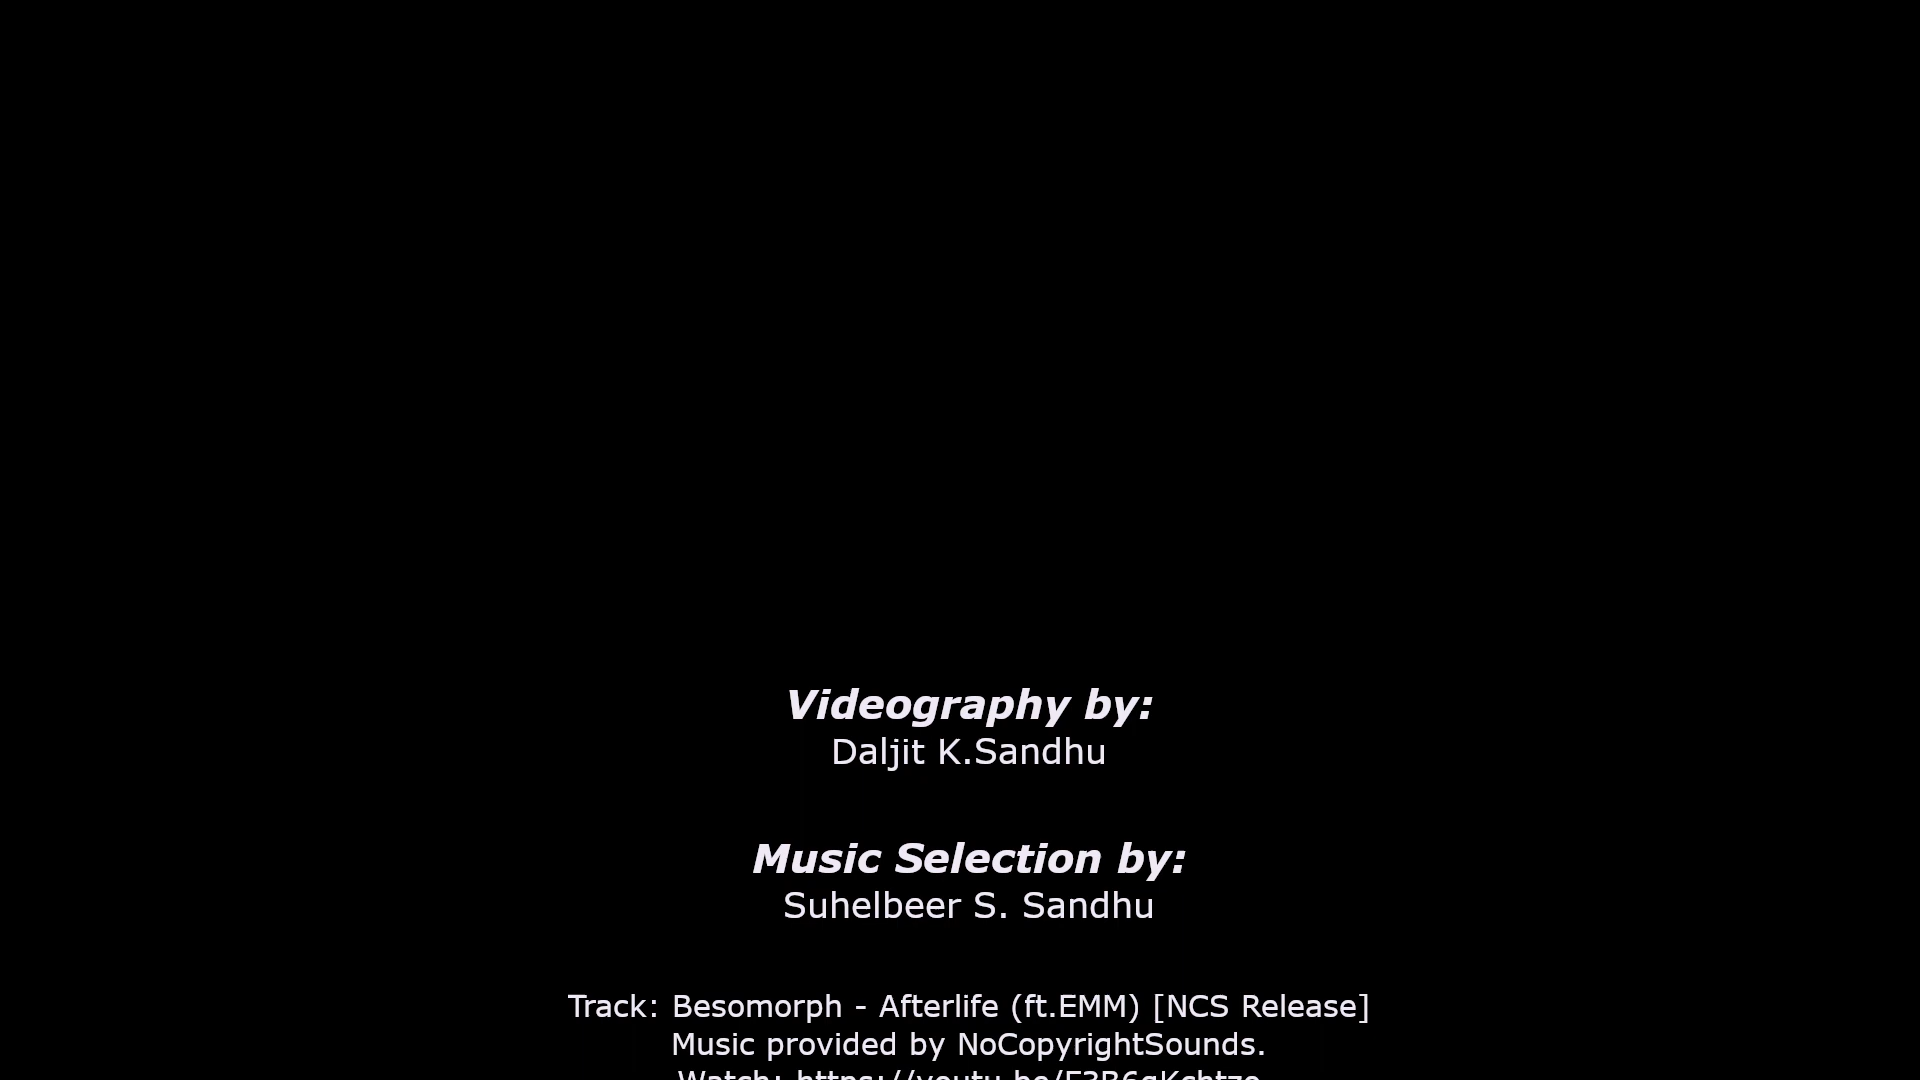 Videography by:
Daljit K.Sandhu
Music Selection by:
Suhelbeer S. Sandhu
Track: Besomorph - Afterlife (ft.EMM) [NCS Release]
Music provided by NoCopyrightSounds.
Watch: